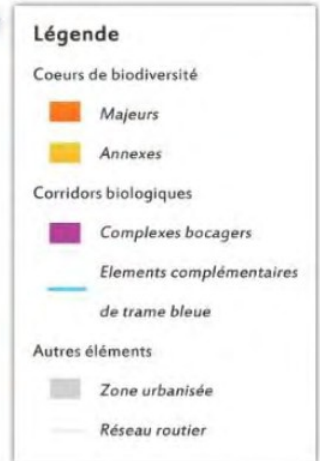 Légende
Coeurs de biodiversité
Majeurs
Annexes
Corridors biologiques
Complexes bocagers
Elements complémentaires
de trame bleue
Autres éléments
Zone urbanisée
Réseau routier